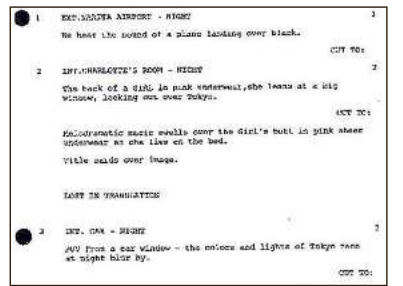 1 EXT. NARITA AIRPORT - NIGHT 1
We hear the sound of a plane landing over black.
CUT TO:
2 INT. CHARLOTTE'S ROOM - NIGHT 2
The back of a GIRL in pink underwear, she leans at a big
window, looking out over Tokyo.
CUT TO:
Melodramatic music swells over the Girl's butt in pink sheer
underwear as she lies on the bed.
Title cards over image.
LOST IN TRANSLATION
3 INT. CAR - NIGHT 3
POV from a car window - the colors and lights of Tokyo neon
at night blur by.
CUT TO: